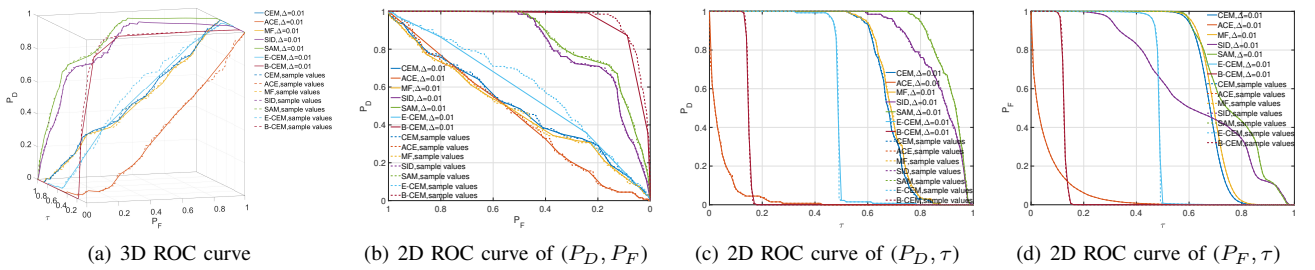 1
0.8
0.6
0.4
0.2
0
P_D
1
0.8
0.6
0.4
0.2
0
τ
0
0.2
0.4
0.6
0.8
1
P_F
CEM,Δ=0.01
ACE,Δ=0.01
MF,Δ=0.01
SID,Δ=0.01
SAM,Δ=0.01
E-CEM,Δ=0.01
B-CEM,Δ=0.01
CEM,sample values
ACE,sample values
MF,sample values
SID,sample values
SAM,sample values
E-CEM,sample values
B-CEM,sample values
(a) 3D ROC curve
1
0.8
0.6
0.4
0.2
0
P_D
CEM,Δ=0.01
ACE,Δ=0.01
MF,Δ=0.01
SID,Δ=0.01
SAM,Δ=0.01
E-CEM,Δ=0.01
B-CEM,Δ=0.01
CEM,sample values
ACE,sample values
MF,sample values
SID,sample values
SAM,sample values
E-CEM,sample values
B-CEM,sample values
1
0.8
0.6
0.4
0.2
0
P_F
(b) 2D ROC curve of (P_D, P_F)
1
0.8
0.6
0.4
0.2
0
P_D
CEM,Δ=0.01
ACE,Δ=0.01
MF,Δ=0.01
SID,Δ=0.01
SAM,Δ=0.01
E-CEM,Δ=0.01
B-CEM,Δ=0.01
CEM,sample values
ACE,sample values
MF,sample values
SID,sample values
SAM,sample values
E-CEM,sample values
B-CEM,sample values
0
0.2
0.4
0.6
0.8
1
τ
(c) 2D ROC curve of (P_D, τ)
1
0.8
0.6
0.4
0.2
0
P_F
CEM,Δ=0.01
ACE,Δ=0.01
MF,Δ=0.01
SID,Δ=0.01
SAM,Δ=0.01
E-CEM,Δ=0.01
B-CEM,Δ=0.01
CEM,sample values
ACE,sample values
MF,sample values
SID,sample values
SAM,sample values
E-CEM,sample values
B-CEM,sample values
0
0.2
0.4
0.6
0.8
1
τ
(d) 2D ROC curve of (P_F, τ)